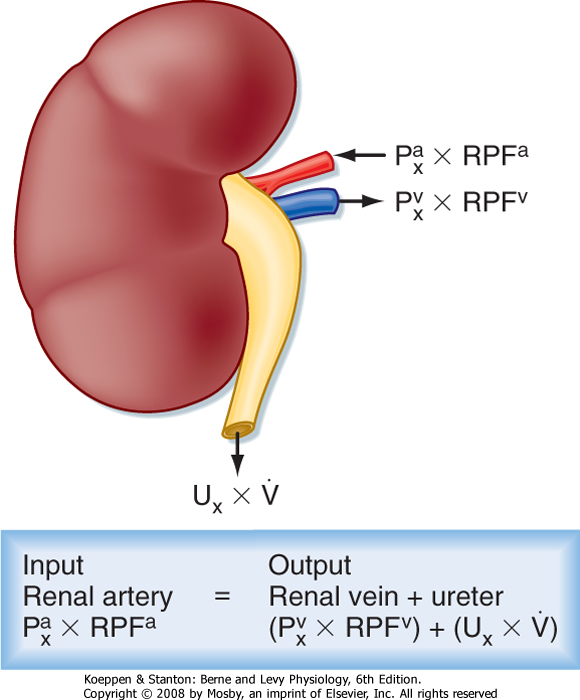 Pᵃₓ × RPFᵃ
Pᵛₓ × RPFᵛ
Uₓ × V̇
Input Output
Renal artery = Renal vein + ureter
Pᵃₓ × RPFᵃ (Pᵛₓ × RPFᵛ) + (Uₓ × V̇)
Koeppen & Stanton: Berne and Levy Physiology, 6th Edition.
Copyright © 2008 by Mosby, an imprint of Elsevier, Inc. All rights reserved